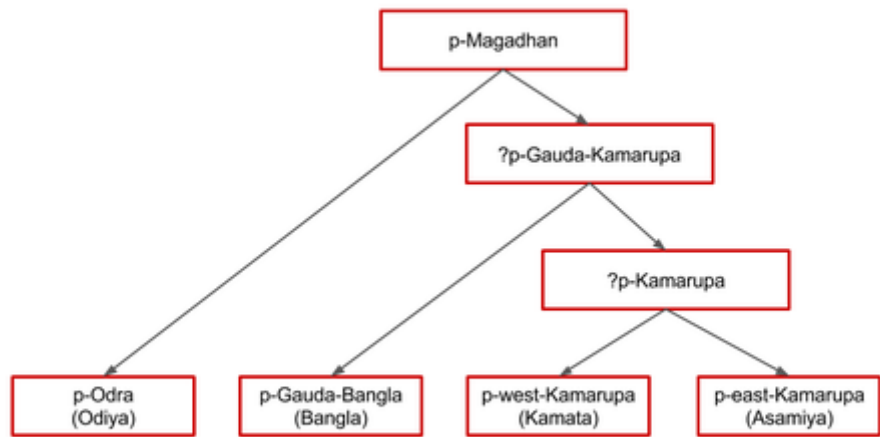 p-Magadhan
?p-Gauda-Kamarupa
?p-Kamarupa
p-Odra
(Odiya)
p-Gauda-Bangla
(Bangla)
p-west-Kamarupa
(Kamata)
p-east-Kamarupa
(Asamiya)